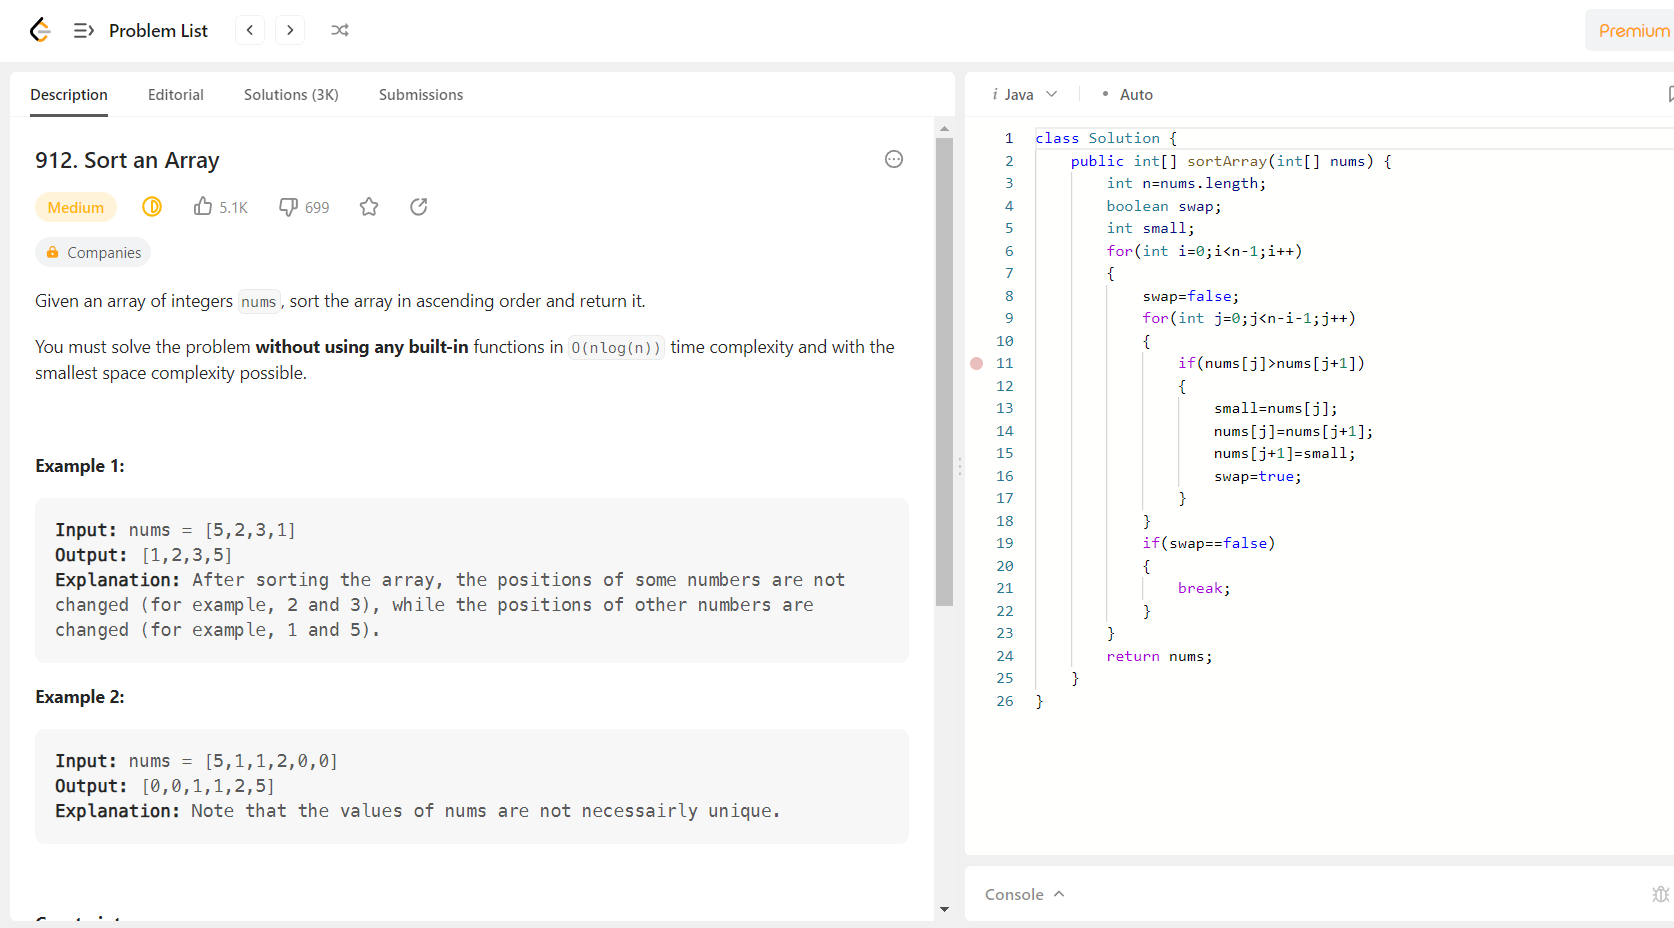 Problem List
Premium
Description Editorial Solutions (3K) Submissions
912. Sort an Array
Medium 5.1K 699
Companies
Given an array of integers nums, sort the array in ascending order and return it.
You must solve the problem without using any built-in functions in O(nlog(n)) time complexity and with the
smallest space complexity possible.
Example 1:
Input: nums = [5,2,3,1]
Output: [1,2,3,5]
Explanation: After sorting the array, the positions of some numbers are not
changed (for example, 2 and 3), while the positions of other numbers are
changed (for example, 1 and 5).
Example 2:
Input: nums = [5,1,1,2,0,0]
Output: [0,0,1,1,2,5]
Explanation: Note that the values of nums are not necessairly unique.
i Java • Auto
1 class Solution {
2     public int[] sortArray(int[] nums) {
3         int n=nums.length;
4         boolean swap;
5         int small;
6         for(int i=0;i<n-1;i++)
7         {
8             swap=false;
9             for(int j=0;j<n-i-1;j++)
10             {
11                 if(nums[j]>nums[j+1])
12                 {
13                     small=nums[j];
14                     nums[j]=nums[j+1];
15                     nums[j+1]=small;
16                     swap=true;
17                 }
18             }
19             if(swap==false)
20             {
21                 break;
22             }
23         }
24         return nums;
25     }
26 }
Console